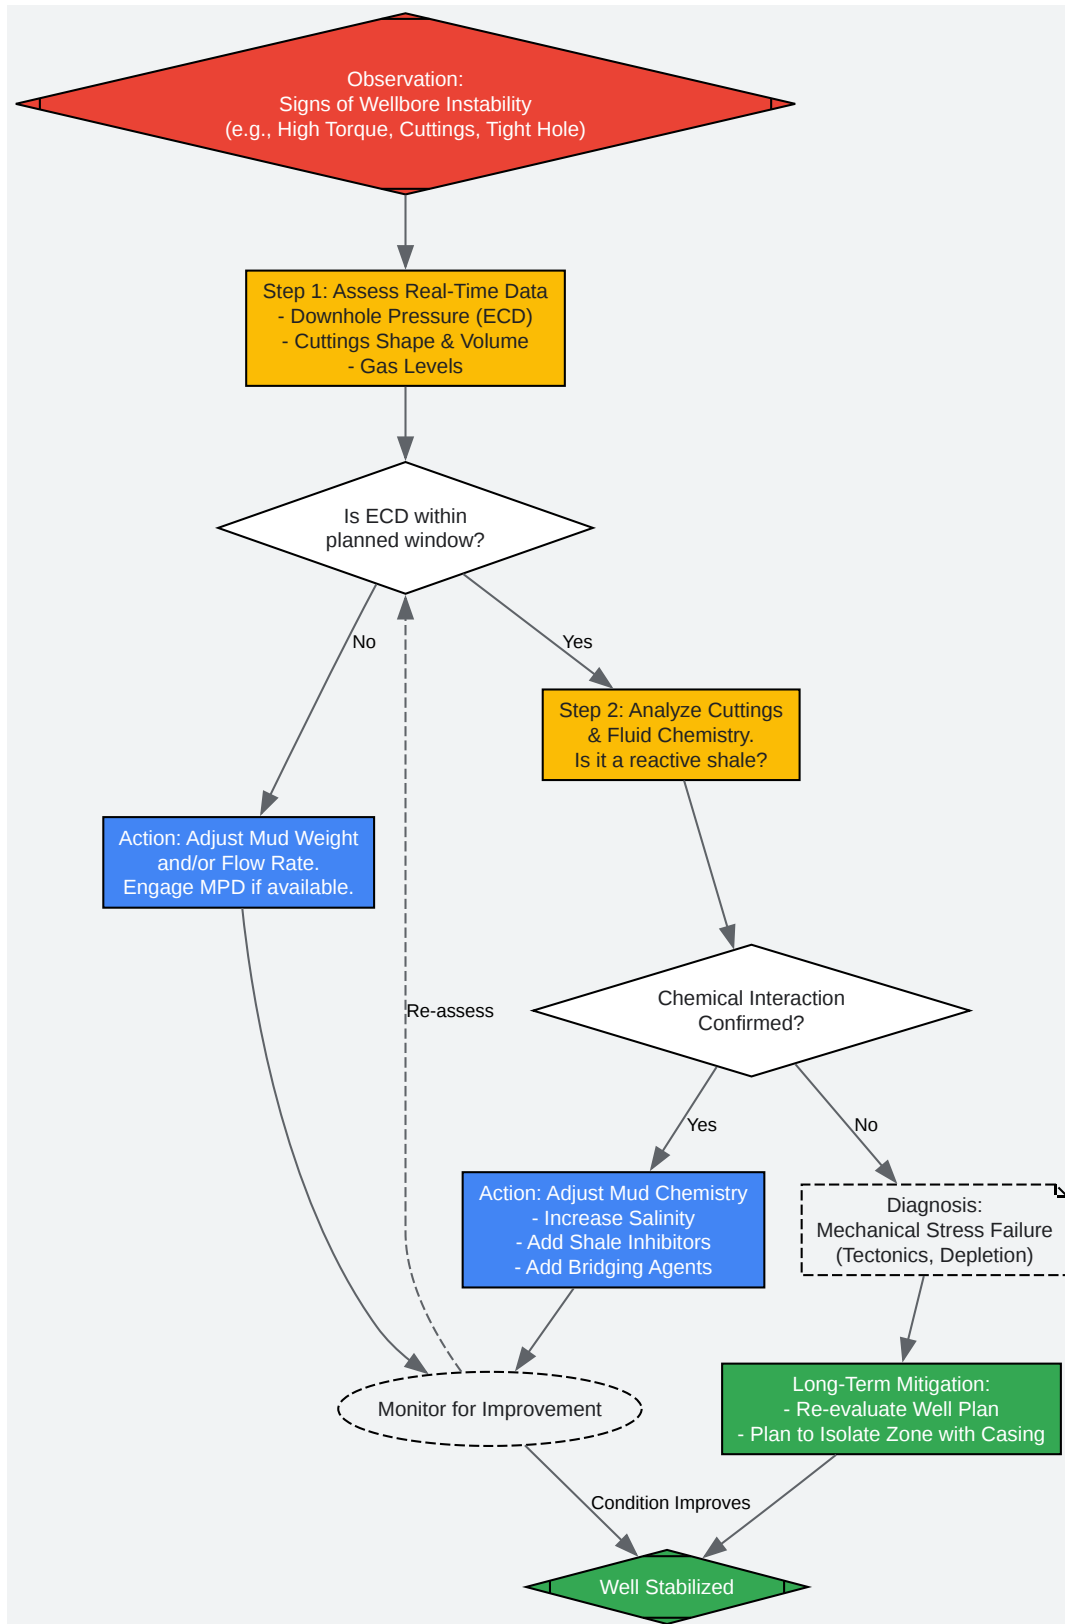 Observation:
Signs of Wellbore Instability
(e.g., High Torque, Cuttings, Tight Hole)
Step 1: Assess Real-Time Data
- Downhole Pressure (ECD)
- Cuttings Shape & Volume
- Gas Levels
Is ECD within
planned window?
No
Yes
Step 2: Analyze Cuttings
& Fluid Chemistry.
Is it a reactive shale?
Action: Adjust Mud Weight
and/or Flow Rate.
Engage MPD if available.
Chemical Interaction
Confirmed?
Re-assess
Yes
No
Action: Adjust Mud Chemistry
- Increase Salinity
- Add Shale Inhibitors
- Add Bridging Agents
Diagnosis:
Mechanical Stress Failure
(Tectonics, Depletion)
Monitor for Improvement
Long-Term Mitigation:
- Re-evaluate Well Plan
- Plan to Isolate Zone with Casing
Condition Improves
Well Stabilized